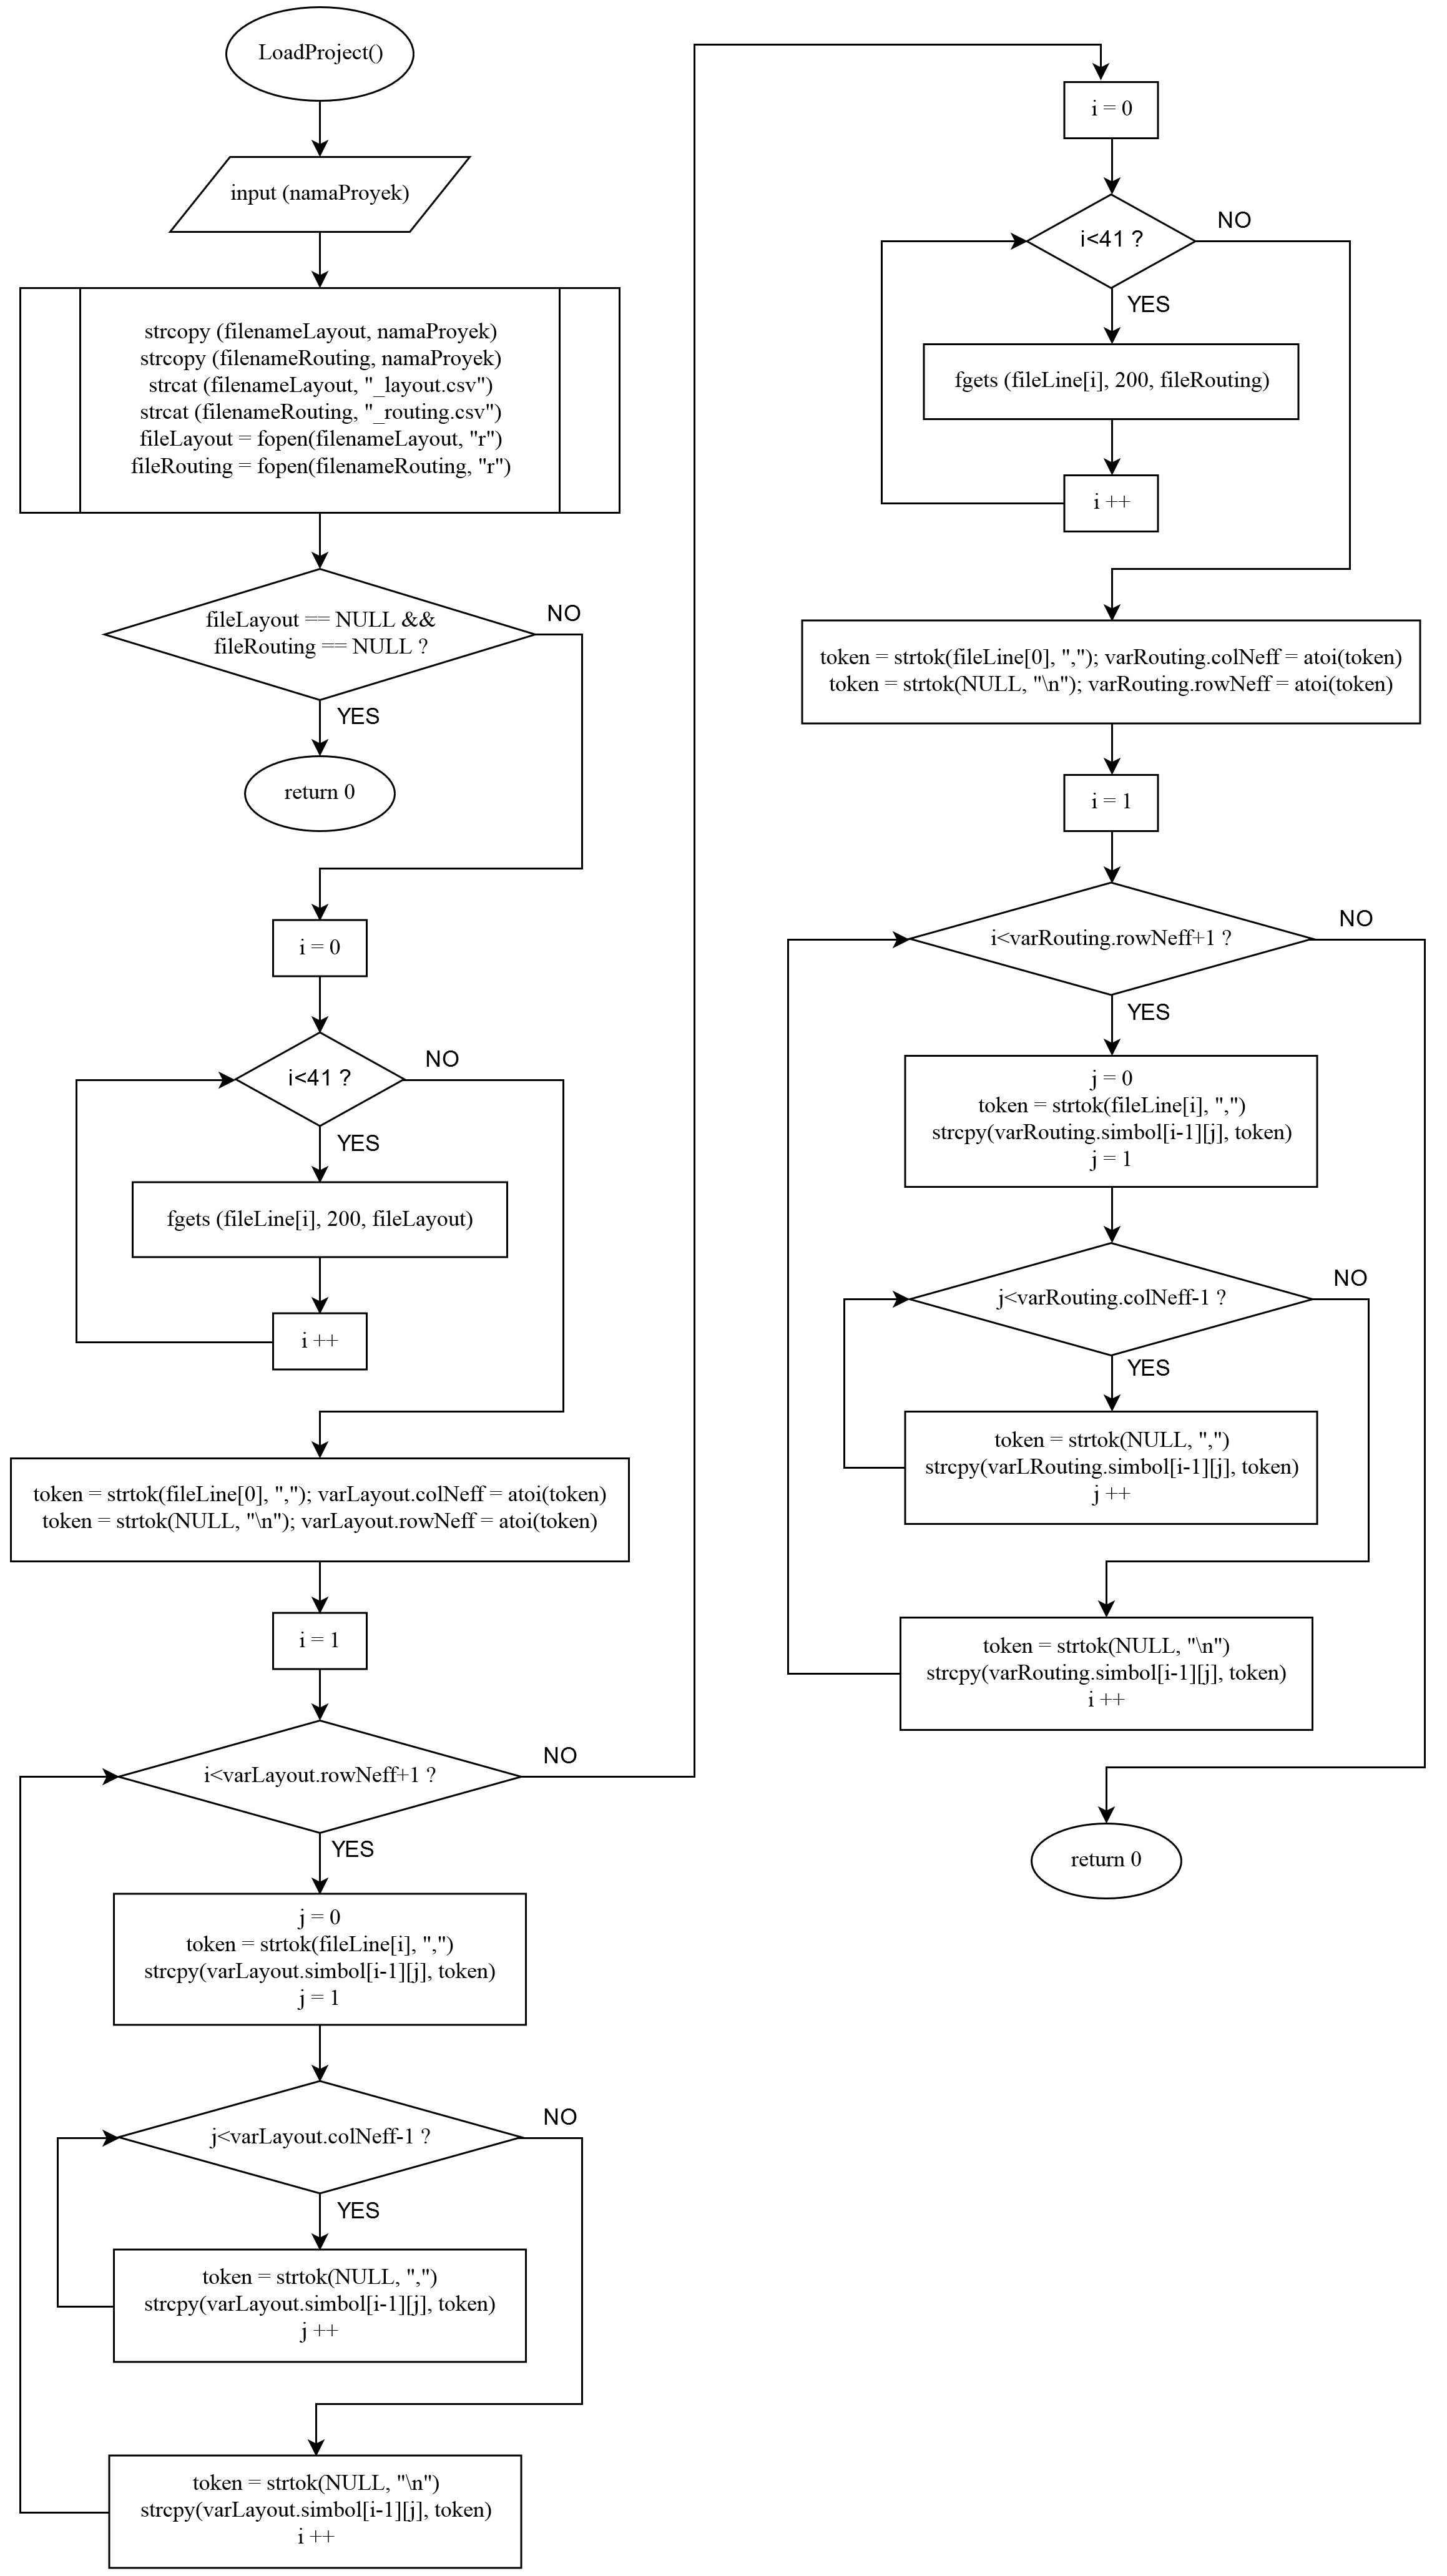 LoadProject()
input (namaProyek)
strcopy (filenameLayout, namaProyek)
strcopy (filenameRouting, namaProyek)
strcat (filenameLayout, "_layout.csv")
strcat (filenameRouting, "_routing.csv")
fileLayout = fopen(filenameLayout, "r")
fileRouting = fopen(filenameRouting, "r")
fileLayout == NULL &&
fileRouting == NULL ?
NO
YES
return 0
i = 0
i<41 ?
NO
YES
fgets (fileLine[i], 200, fileLayout)
i ++
token = strtok(fileLine[0], ","); varLayout.colNeff = atoi(token)
token = strtok(NULL, "\n"); varLayout.rowNeff = atoi(token)
i = 1
i<varLayout.rowNeff+1 ?
NO
YES
j = 0
token = strtok(fileLine[i], ",")
strcpy(varLayout.simbol[i-1][j], token)
j = 1
j<varLayout.colNeff-1 ?
NO
YES
token = strtok(NULL, ",")
strcpy(varLayout.simbol[i-1][j], token)
j ++
token = strtok(NULL, "\n")
strcpy(varLayout.simbol[i-1][j], token)
i ++
i = 0
i<41 ?
NO
YES
fgets (fileLine[i], 200, fileRouting)
i ++
token = strtok(fileLine[0], ","); varRouting.colNeff = atoi(token)
token = strtok(NULL, "\n"); varRouting.rowNeff = atoi(token)
i = 1
i<varRouting.rowNeff+1 ?
NO
YES
j = 0
token = strtok(fileLine[i], ",")
strcpy(varRouting.simbol[i-1][j], token)
j = 1
j<varRouting.colNeff-1 ?
NO
YES
token = strtok(NULL, ",")
strcpy(varLRouting.simbol[i-1][j], token)
j ++
token = strtok(NULL, "\n")
strcpy(varRouting.simbol[i-1][j], token)
i ++
return 0